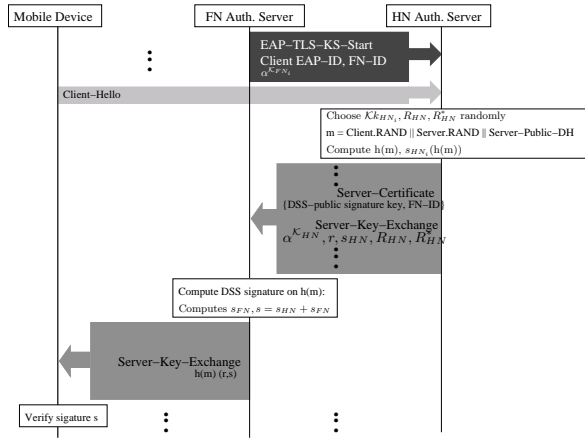 Mobile Device
FN Auth. Server
HN Auth. Server
EAP−TLS−KS−Start
Client EAP−ID, FN−ID
α^{𝒦_{FN_i}}
Client−Hello
Choose 𝒦k_{HN_i}, R_{HN}, R*_{HN} randomly
m = Client.RAND || Server.RAND || Server−Public−DH
Compute h(m), s_{HN_i}(h(m))
Server−Certificate
{DSS−public signature key, FN−ID}
Server−Key−Exchange
α^{𝒦_{HN}}, r, s_{HN}, R_{HN}, R*_{HN}
Compute DSS signature on h(m):
Computes s_{FN}, s = s_{HN} + s_{FN}
Server−Key−Exchange
h(m) (r,s)
Verify sigature s